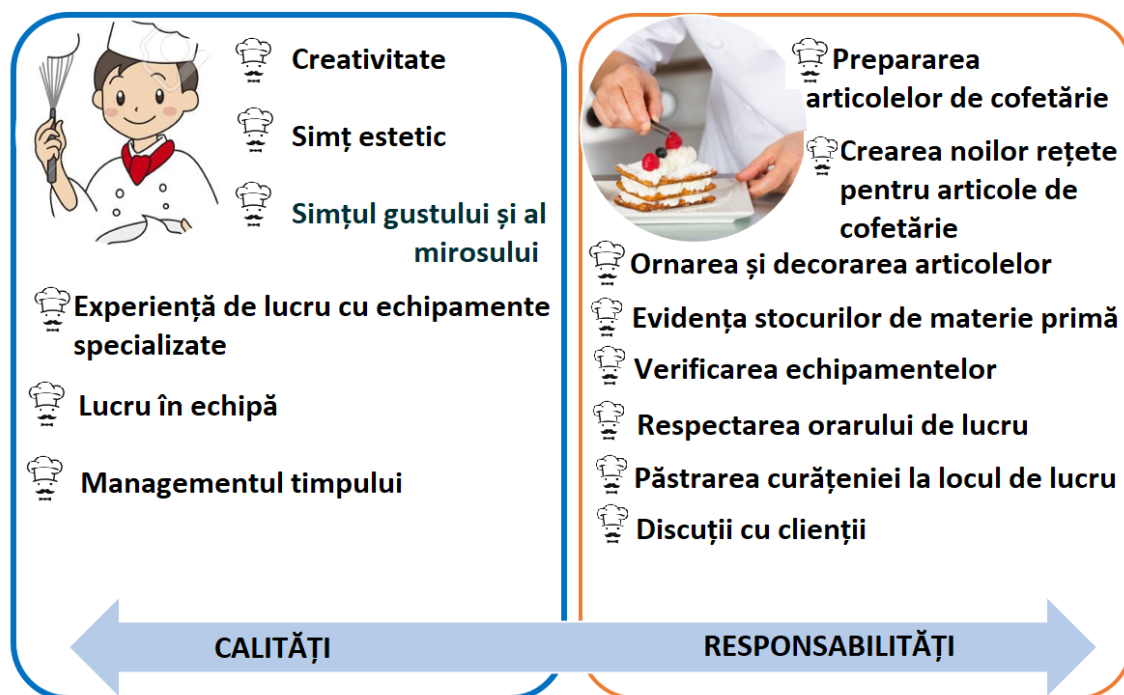 Creativitate
Simț estetic
Simțul gustului și al
mirosului
Experiență de lucru cu echipamente
specializate
Lucru în echipă
Managementul timpului
CALITĂȚI
Prepararea
articolelor de cofetărie
Crearea noilor rețete
pentru articole de
cofetărie
Ornarea și decorarea articolelor
Evidența stocurilor de materie primă
Verificarea echipamentelor
Respectarea orarului de lucru
Păstrarea curățeniei la locul de lucru
Discuții cu clienții
RESPONSABILITĂȚI